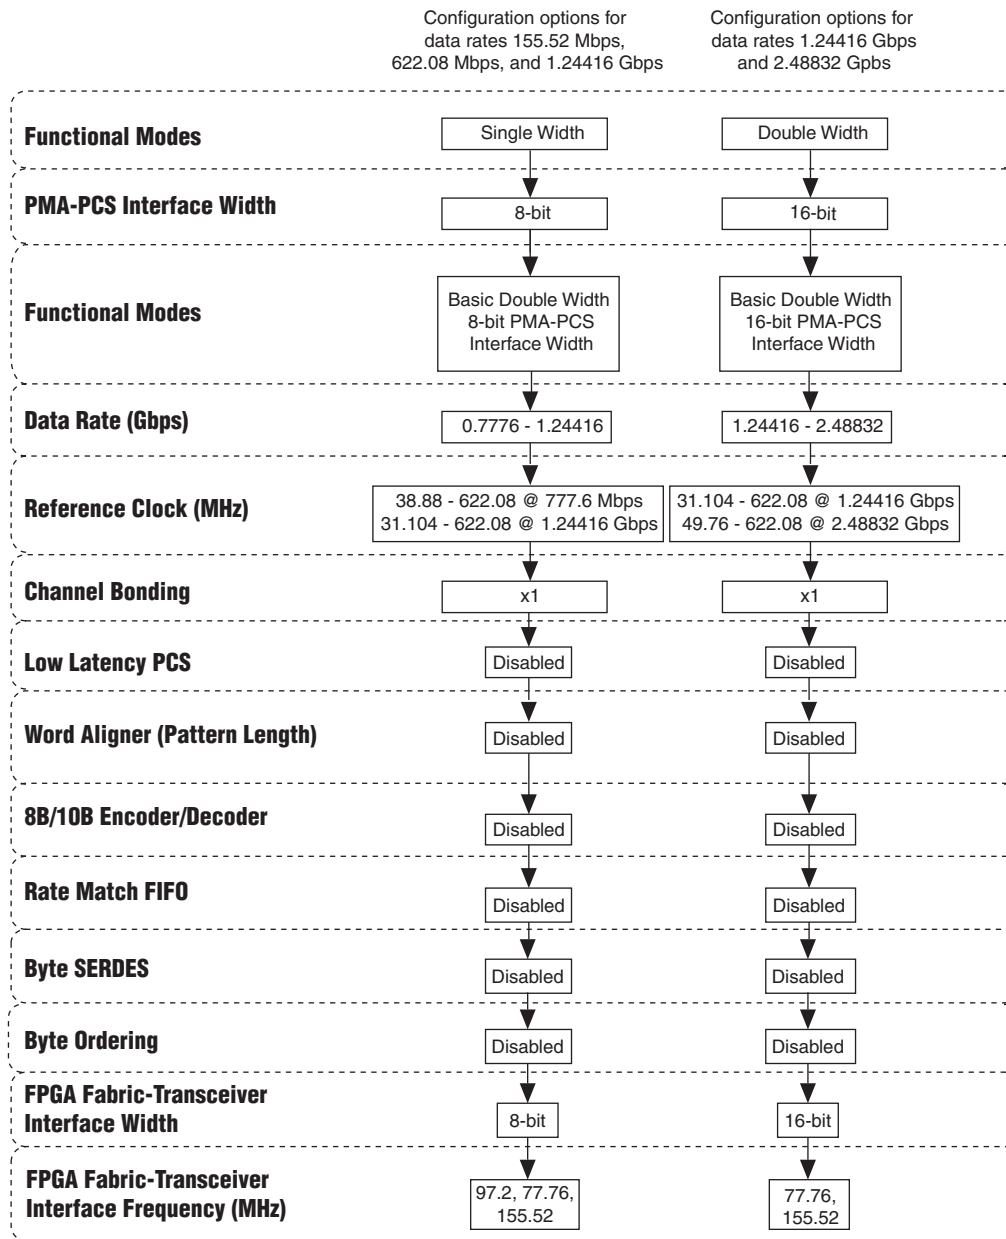 Configuration options for
data rates 155.52 Mbps,
622.08 Mbps, and 1.24416 Gbps
Configuration options for
data rates 1.24416 Gbps
and 2.48832 Gpbs
Functional Modes
Single Width
Double Width
PMA-PCS Interface Width
8-bit
16-bit
Functional Modes
Basic Double Width
8-bit PMA-PCS
Interface Width
Basic Double Width
16-bit PMA-PCS
Interface Width
Data Rate (Gbps)
0.7776 - 1.24416
1.24416 - 2.48832
Reference Clock (MHz)
38.88 - 622.08 @ 777.6 Mbps
31.104 - 622.08 @ 1.24416 Gbps
31.104 - 622.08 @ 1.24416 Gbps
49.76 - 622.08 @ 2.48832 Gbps
Channel Bonding
x1
x1
Low Latency PCS
Disabled
Disabled
Word Aligner (Pattern Length)
Disabled
Disabled
8B/10B Encoder/Decoder
Disabled
Disabled
Rate Match FIFO
Disabled
Disabled
Byte SERDES
Disabled
Disabled
Byte Ordering
Disabled
Disabled
FPGA Fabric-Transceiver
Interface Width
8-bit
16-bit
FPGA Fabric-Transceiver
Interface Frequency (MHz)
97.2, 77.76,
155.52
77.76,
155.52